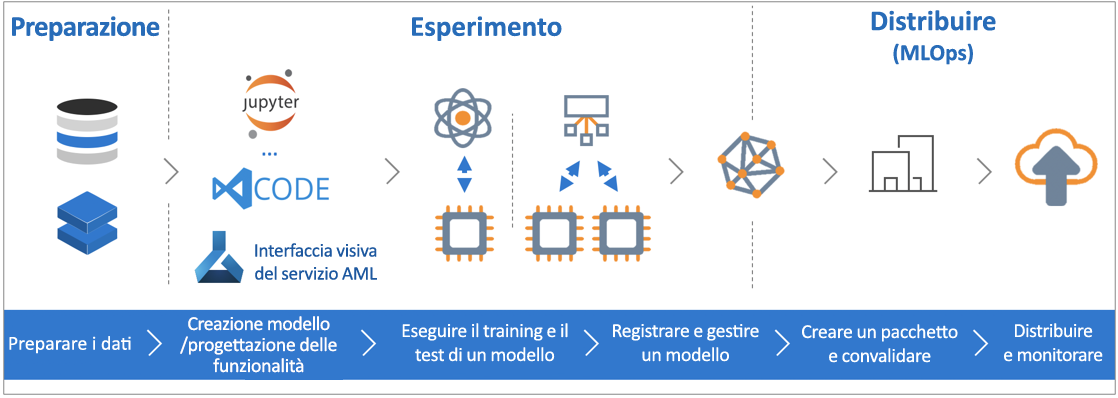 Preparazione
Esperimento
Distribuire
(MLOps)
Jupyter
...
CODE
Interfaccia visiva
del servizio AML
Preparare i dati
Creazione modello
/progettazione delle
funzionalità
Eseguire il training e il
test di un modello
Registrare e gestire
un modello
Creare un pacchetto
e convalidare
Distribuire
e monitorare